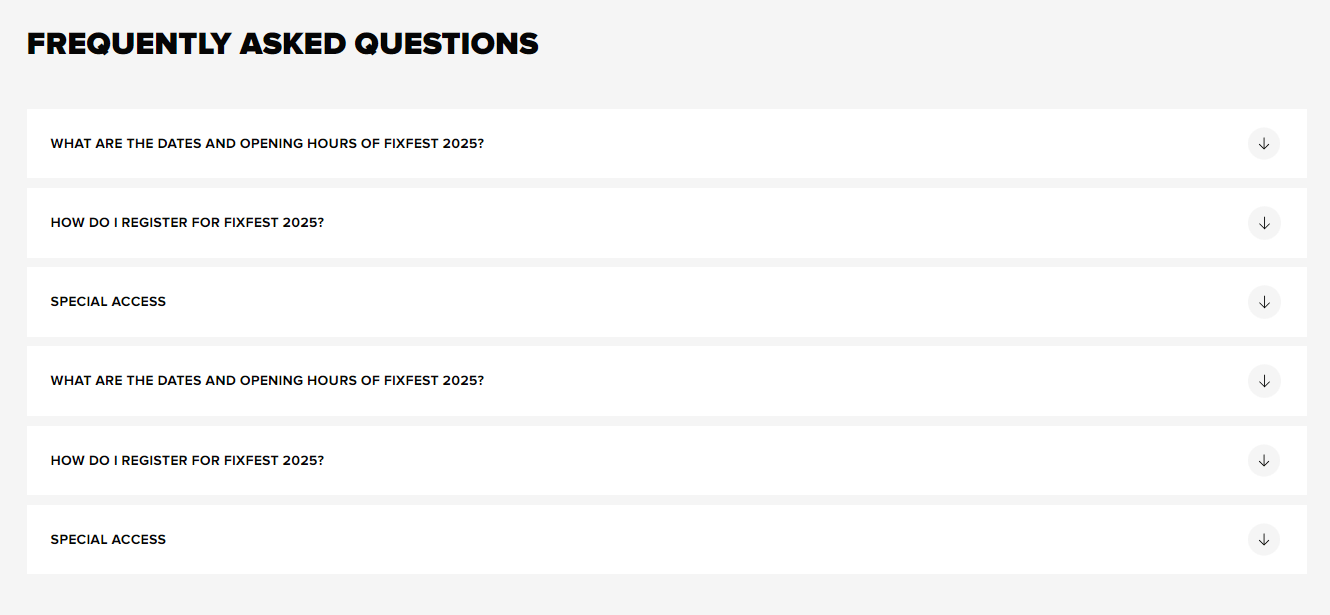 FREQUENTLY ASKED QUESTIONS
WHAT ARE THE DATES AND OPENING HOURS OF FIXFEST 2025?
HOW DO I REGISTER FOR FIXFEST 2025?
SPECIAL ACCESS
WHAT ARE THE DATES AND OPENING HOURS OF FIXFEST 2025?
HOW DO I REGISTER FOR FIXFEST 2025?
SPECIAL ACCESS